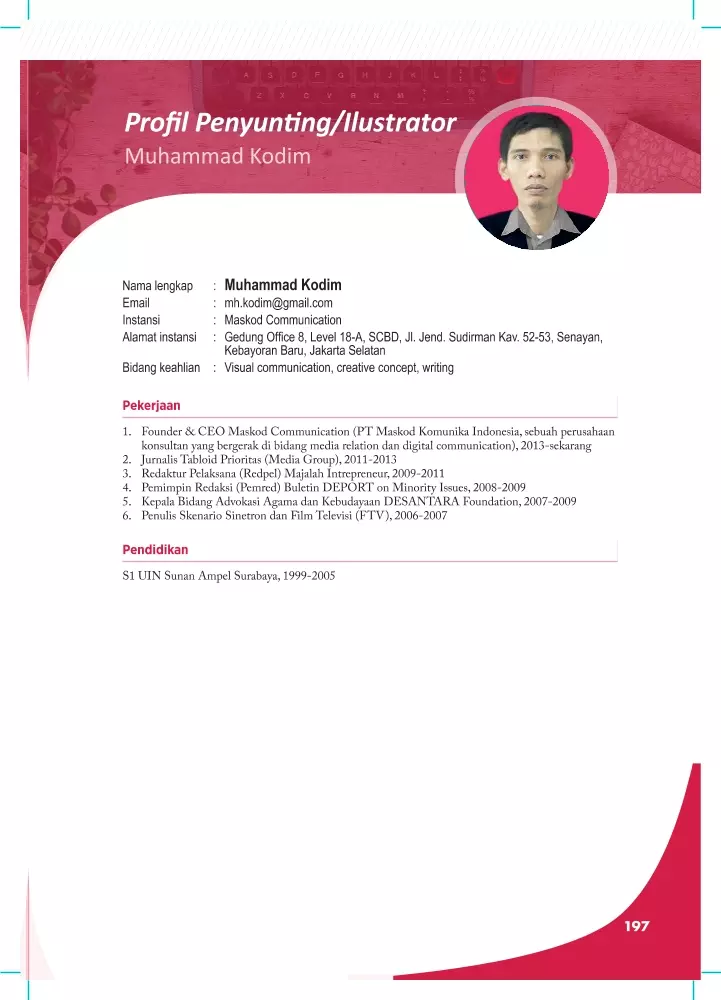 Profil Penyunting/Ilustrator
Muhammad Kodim
Nama lengkap : Muhammad Kodim
Email : mh.kodim@gmail.com
Instansi : Maskod Communication
Alamat instansi : Gedung Office 8, Level 18-A, SCBD, Jl. Jend. Sudirman Kav. 52-53, Senayan,
Kebayoran Baru, Jakarta Selatan
Bidang keahlian : Visual communication, creative concept, writing
Pekerjaan
1. Founder & CEO Maskod Communication (PT Maskod Komunika Indonesia, sebuah perusahaan
konsultan yang bergerak di bidang media relation dan digital communication), 2013-sekarang
2. Jurnalis Tabloid Prioritas (Media Group), 2011-2013
3. Redaktur Pelaksana (Redpel) Majalah Intrepreneur, 2009-2011
4. Pemimpin Redaksi (Pemred) Buletin DEPORT on Minority Issues, 2008-2009
5. Kepala Bidang Advokasi Agama dan Kebudayaan DESANTARA Foundation, 2007-2009
6. Penulis Skenario Sinetron dan Film Televisi (FTV), 2006-2007
Pendidikan
S1 UIN Sunan Ampel Surabaya, 1999-2005
197